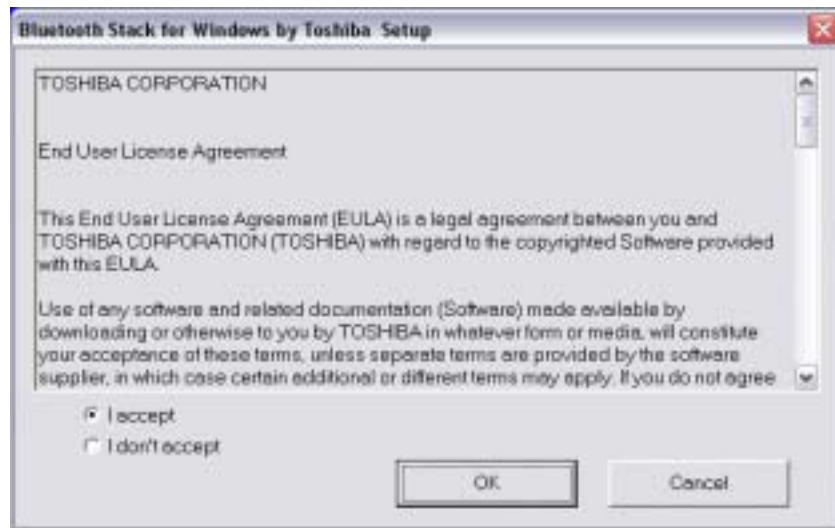 Bluetooth Stack for Windows by Toshiba Setup
TOSHIBA CORPORATION
End User License Agreement
This End User License Agreement (EULA) is a legal agreement between you and
TOSHIBA CORPORATION (TOSHIBA) with regard to the copyrighted Software provided
with this EULA.
Use of any software and related documentation (Software) made available by
downloading or otherwise to you by TOSHIBA in whatever form or media, will constitute
your acceptance of these terms, unless separate terms are provided by the software
supplier, in which case certain additional or different terms may apply. If you do not agree
I accept
I don't accept
OK
Cancel